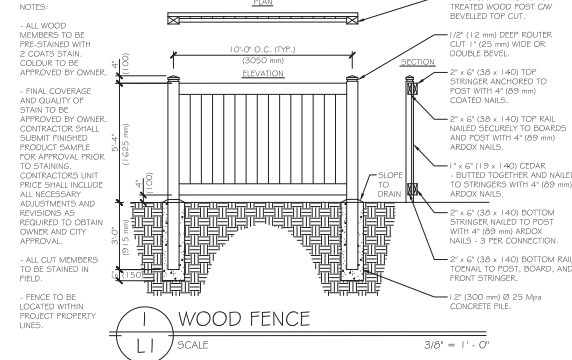 NOTES:
- ALL WOOD
MEMBERS TO BE
PRE-STAINED WITH
2 COATS STAIN.
COLOUR TO BE
APPROVED BY OWNER.
- FINAL COVERAGE
AND QUALITY OF
STAIN TO BE
APPROVED BY OWNER.
CONTRACTOR SHALL
SUBMIT FINISHED
PRODUCT SAMPLE
FOR APPROVAL PRIOR
TO STAINING.
CONTRACTORS UNIT
PRICE SHALL INCLUDE
ALL NECESSARY
ADJUSTMENTS AND
REVISIONS AS
REQUIRED TO OBTAIN
OWNER AND CITY
APPROVAL.
- ALL CUT MEMBERS
TO BE STAINED IN
FIELD.
- FENCE TO BE
LOCATED WITHIN
PROJECT PROPERTY
LINES.
PLAN
10'-0" O.C. (TYP.)
(3050 mm)
ELEVATION
4"
(100)
5'-4"
(1625 mm)
4"
(100)
3'-0"
(915 mm)
6"
(150)
SLOPE
TO
DRAIN
SECTION
TREATED WOOD POST C/W
BEVELLED TOP CUT.
1/2" (12 mm) DEEP ROUTER
CUT 1" (25 mm) WIDE OR
DOUBLE BEVEL.
2" x 6" (38 x 140) TOP
STRINGER ANCHORED TO
POST WITH 4" (89 mm)
COATED NAILS.
2" x 6" (38 x 140) TOP RAIL
NAILED SECURELY TO BOARDS
AND POST WITH 4" (89 mm)
ARDOX NAILS.
1" x 6" (19 x 140) CEDAR
- BUTTED TOGETHER AND NAILED
TO STRINGERS WITH 4" (89 mm)
ARDOX NAILS.
2" x 6" (38 x 140) BOTTOM
STRINGER NAILED TO POST
WITH 4" (89 mm) ARDOX
NAILS - 3 PER CONNECTION.
2" x 6" (38 x 140) BOTTOM RAIL
TOENAIL TO POST, BOARD, AND
FRONT STRINGER.
12" (300 mm) Ø 25 Mpa
CONCRETE PILE.
1
L1
WOOD FENCE
SCALE
3/8" = 1' - 0"